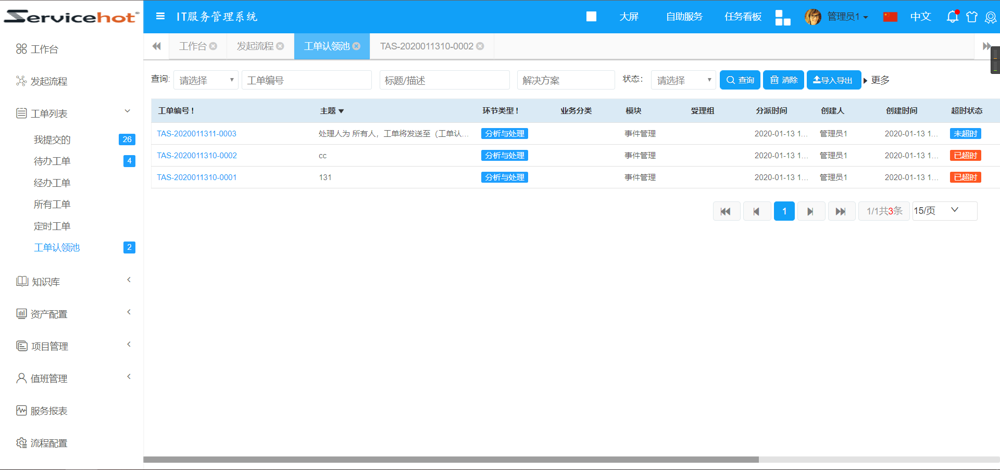 Servicehot
IT服务管理系统
大屏
自助服务
任务看板
管理员1
中文
工作台
发起流程
工单列表
我提交的 26
待办工单 4
经办工单
所有工单
定时工单
工单认领池 2
知识库
资产配置
项目管理
值班管理
服务报表
流程配置
工作台 发起流程 工单认领池 TAS-2020011310-0002
查询: 请选择 工单编号 标题/描述 解决方案 状态: 请选择 查询 清除 导入导出 更多
工单编号! 主题 环节类型! 业务分类 模块 受理组 分派时间 创建人 创建时间 超时状态
TAS-2020011311-0003 处理人为 所有人，工单将发送至（工单认... 分析与处理 事件管理 2020-01-13 1... 管理员1 2020-01-13 1... 未超时
TAS-2020011310-0002 cc 分析与处理 事件管理 2020-01-13 1... 管理员1 2020-01-13 1... 已超时
TAS-2020011310-0001 131 分析与处理 事件管理 2020-01-13 1... 管理员1 2020-01-13 1... 已超时
1 1/1共3条 15/页